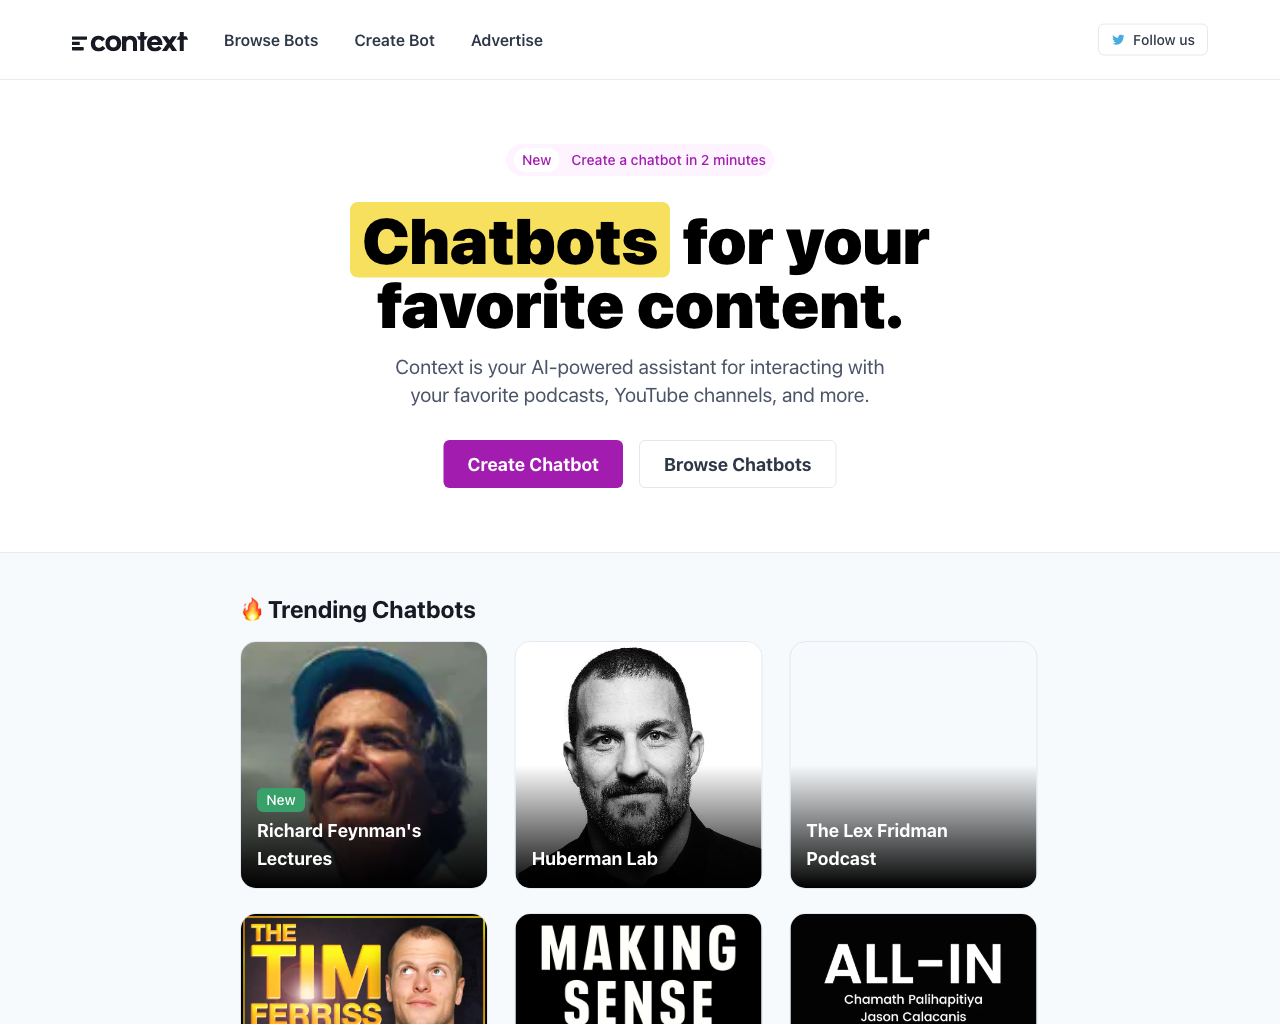 context
Browse Bots
Create Bot
Advertise
Follow us
New
Create a chatbot in 2 minutes
Chatbots for your
favorite content.
Context is your AI-powered assistant for interacting with
your favorite podcasts, YouTube channels, and more.
Create Chatbot
Browse Chatbots
Trending Chatbots
New
Richard Feynman's
Lectures
Huberman Lab
The Lex Fridman
Podcast
THE
TIM
FERRISS
MAKING
SENSE
ALL-IN
Chamath Palihapitiya
Jason Calacanis